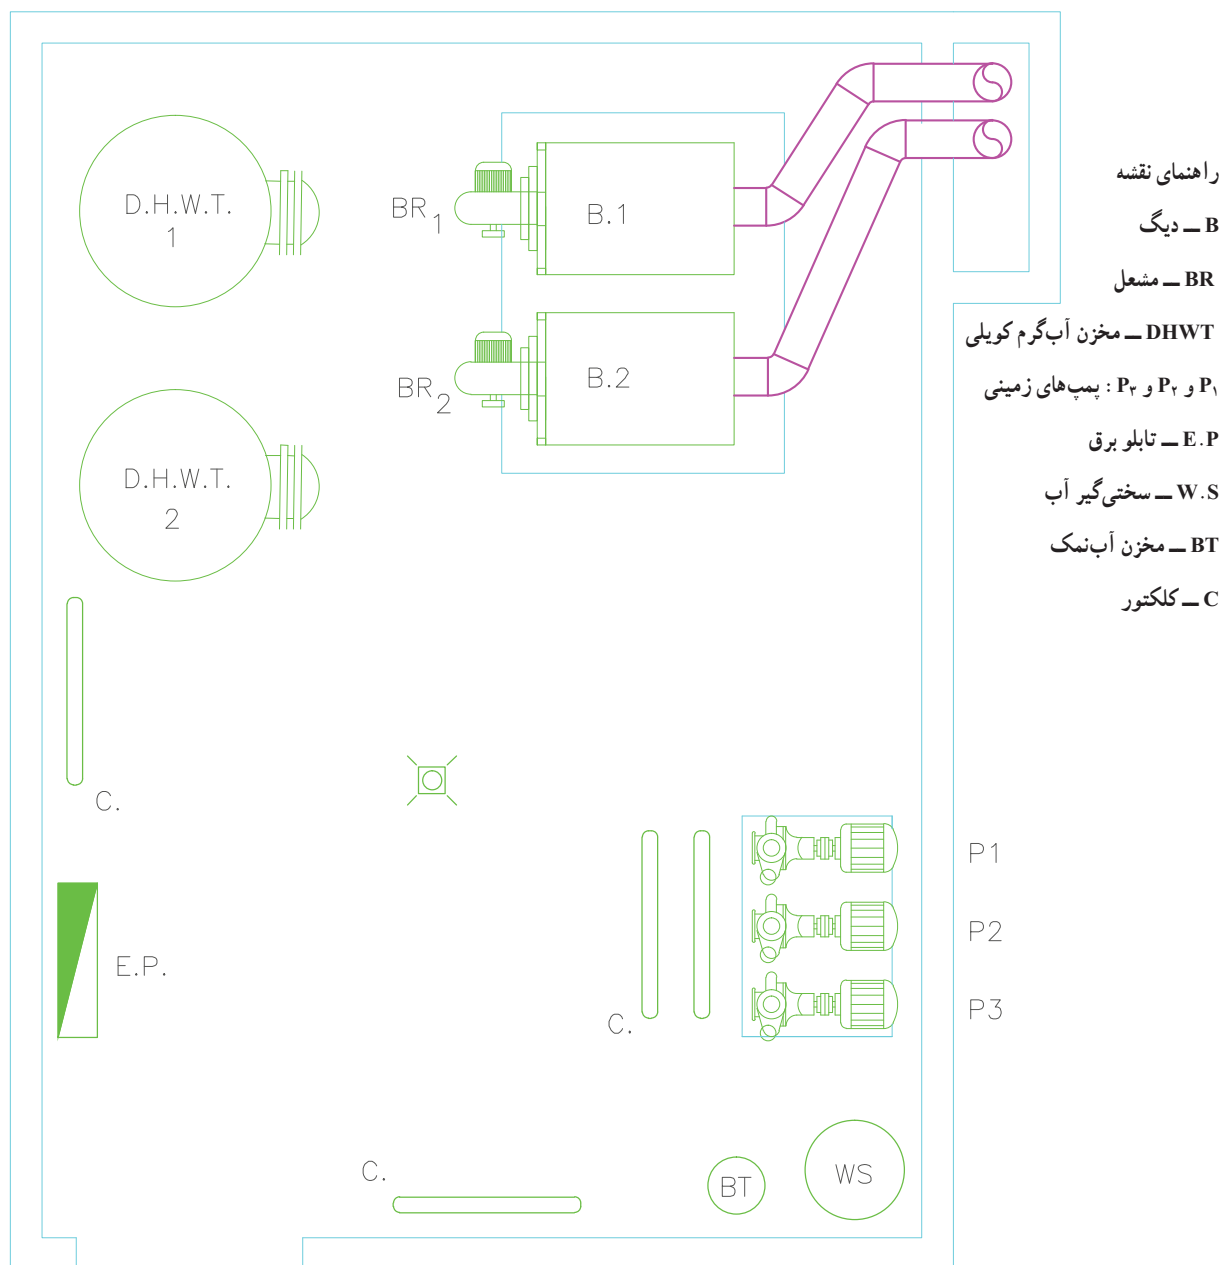 راهنمای نقشه
B ــ دیگ
BR ــ مشعل
DHWT ــ مخزن آب‌گرم کویلی
P۱ و P۲ و P۳ : پمپ‌های زمینی
E.P ــ تابلو برق
W.S ــ سختی‌گیر آب
BT ــ مخزن آب‌نمک
C ــ کلکتور
D.H.W.T.
1
BR1
B.1
BR2
B.2
D.H.W.T.
2
C.
P1
P2
E.P.
P3
C.
C.
BT
WS